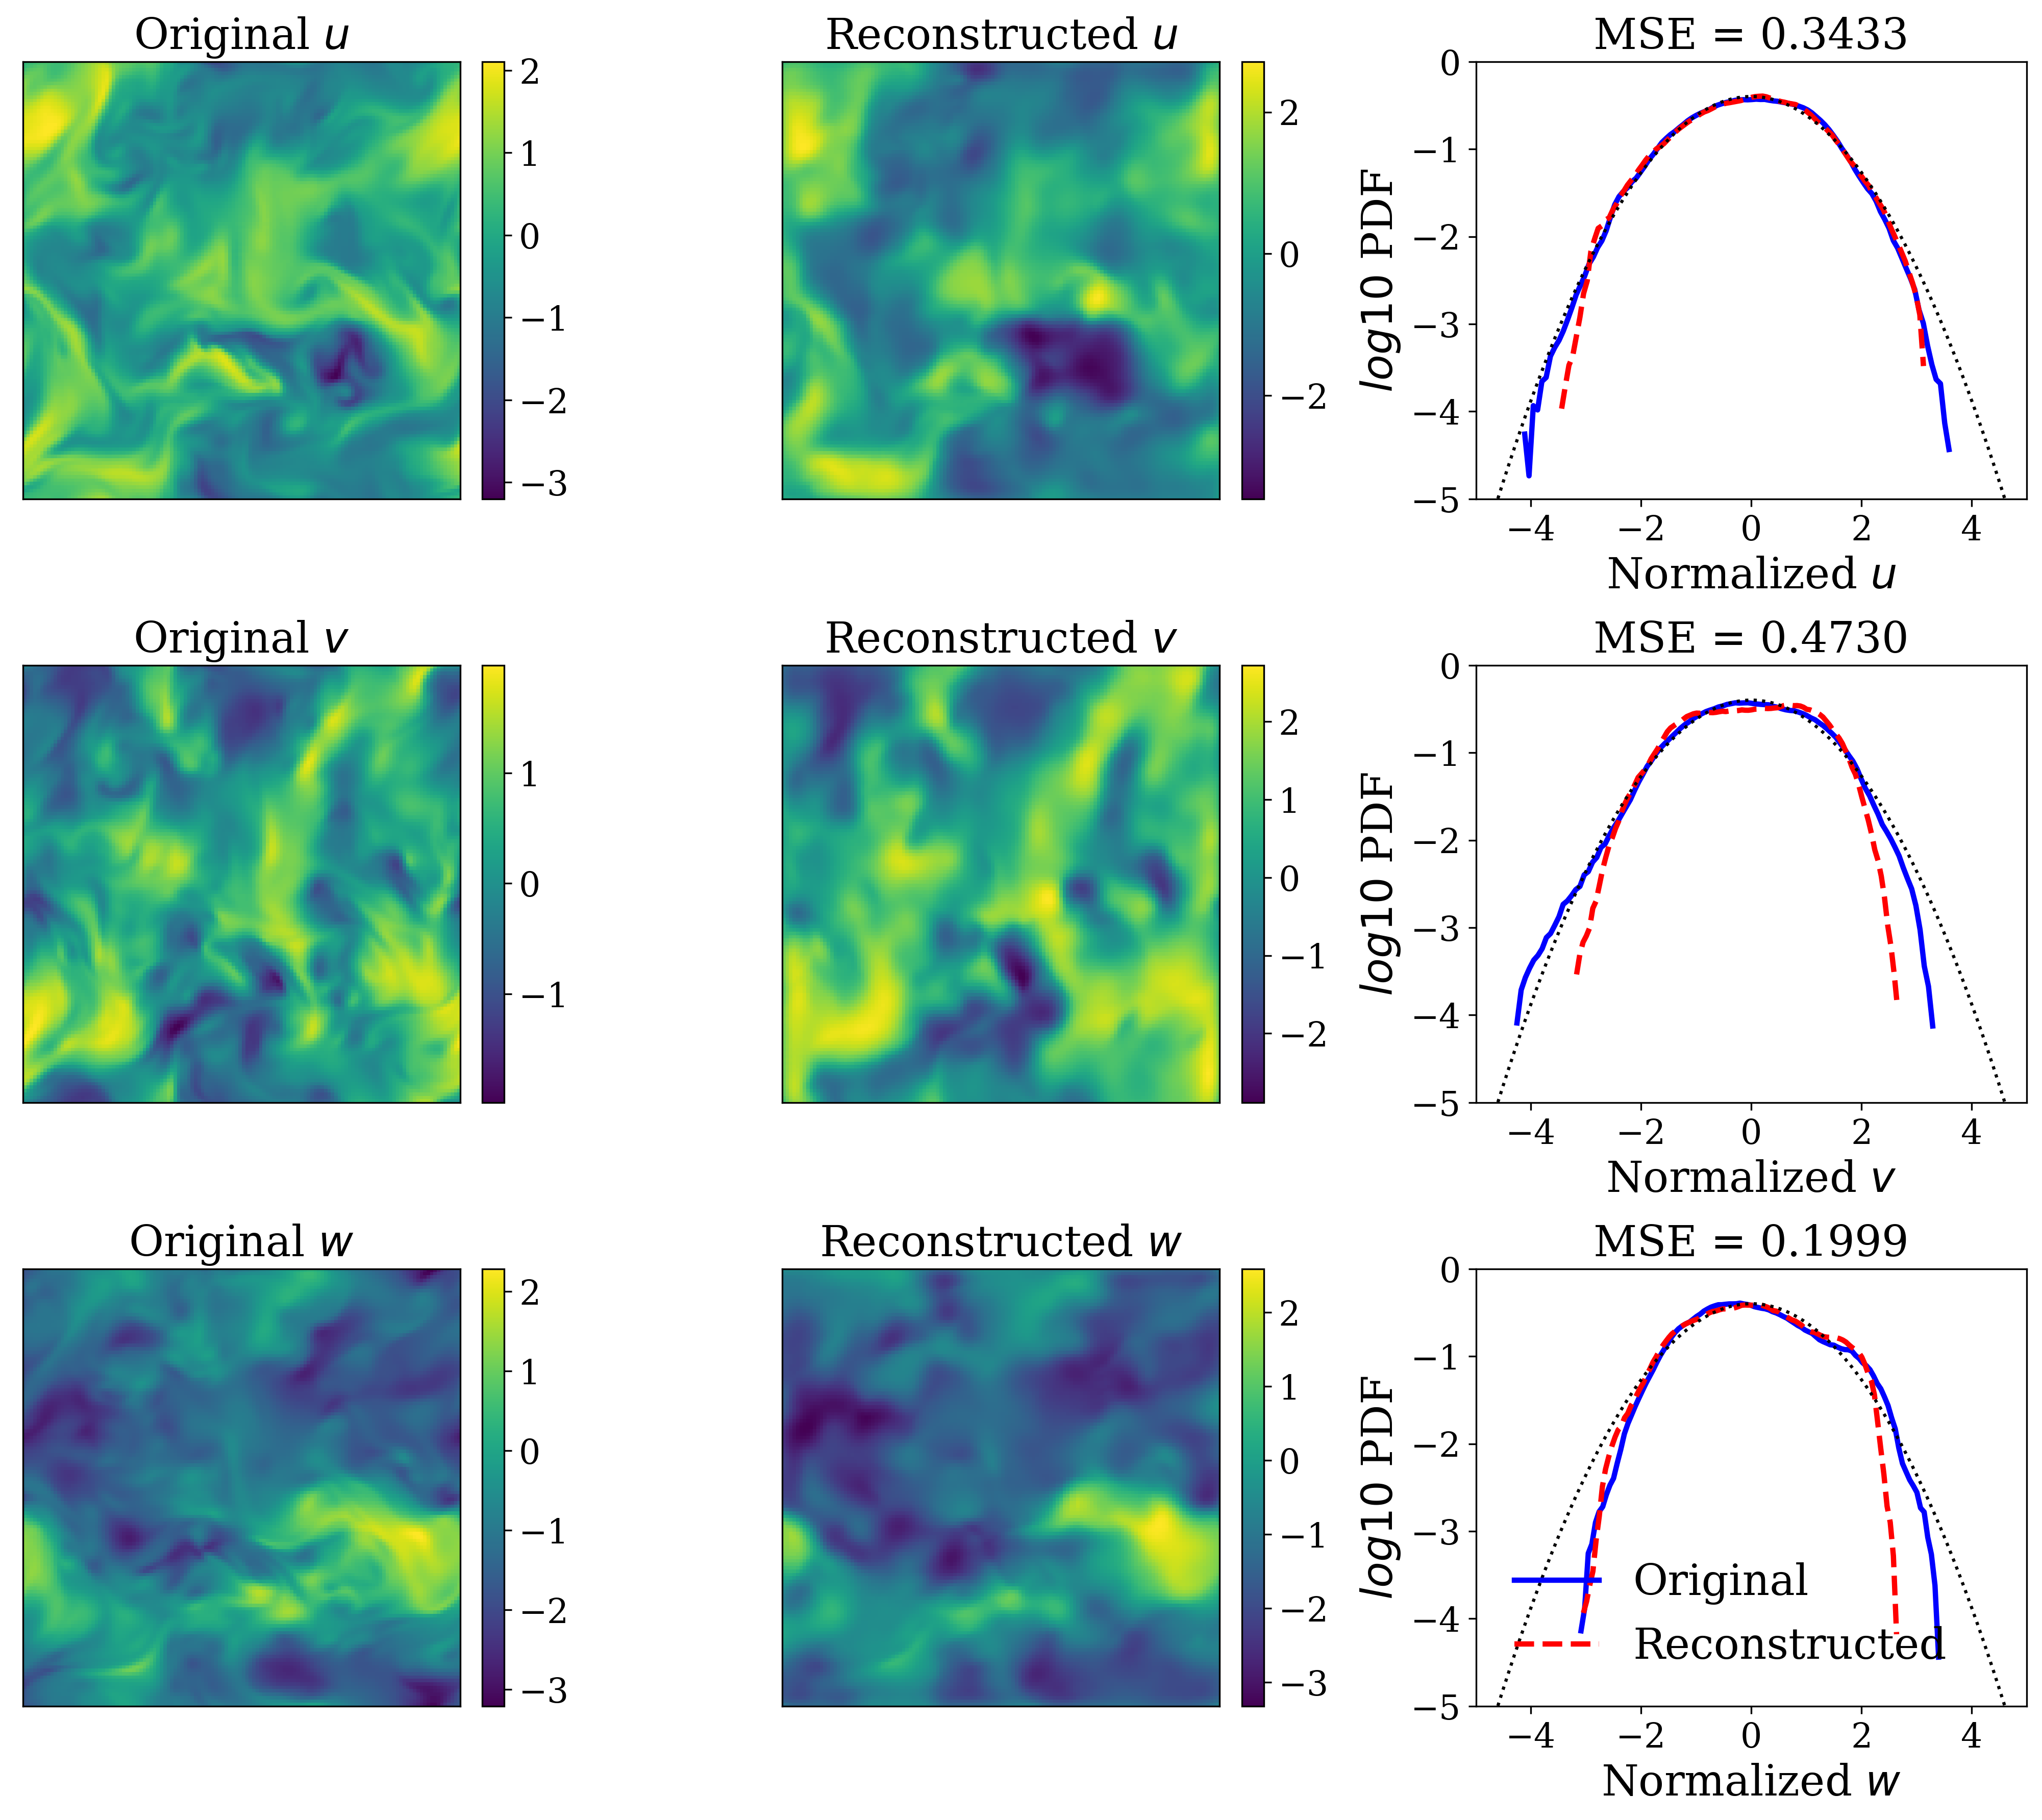 Original u
2
1
0
−1
−2
−3
Reconstructed u
2
0
−2
MSE = 0.3433
log10 PDF
0
−1
−2
−3
−4
−5
−4 −2 0 2 4
Normalized u
Original v
1
0
−1
Reconstructed v
2
1
0
−1
−2
MSE = 0.4730
log10 PDF
0
−1
−2
−3
−4
−5
−4 −2 0 2 4
Normalized v
Original w
2
1
0
−1
−2
−3
Reconstructed w
2
1
0
−1
−2
−3
MSE = 0.1999
log10 PDF
0
−1
−2
−3
−4
−5
Original
Reconstructed
−4 −2 0 2 4
Normalized w